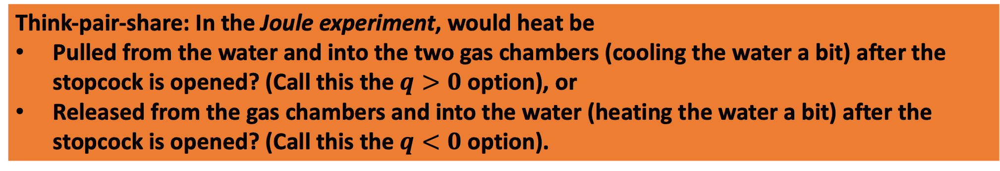 Think-pair-share: In the Joule experiment, would heat be
• Pulled from the water and into the two gas chambers (cooling the water a bit) after the
stopcock is opened? (Call this the q > 0 option), or
• Released from the gas chambers and into the water (heating the water a bit) after the
stopcock is opened? (Call this the q < 0 option).